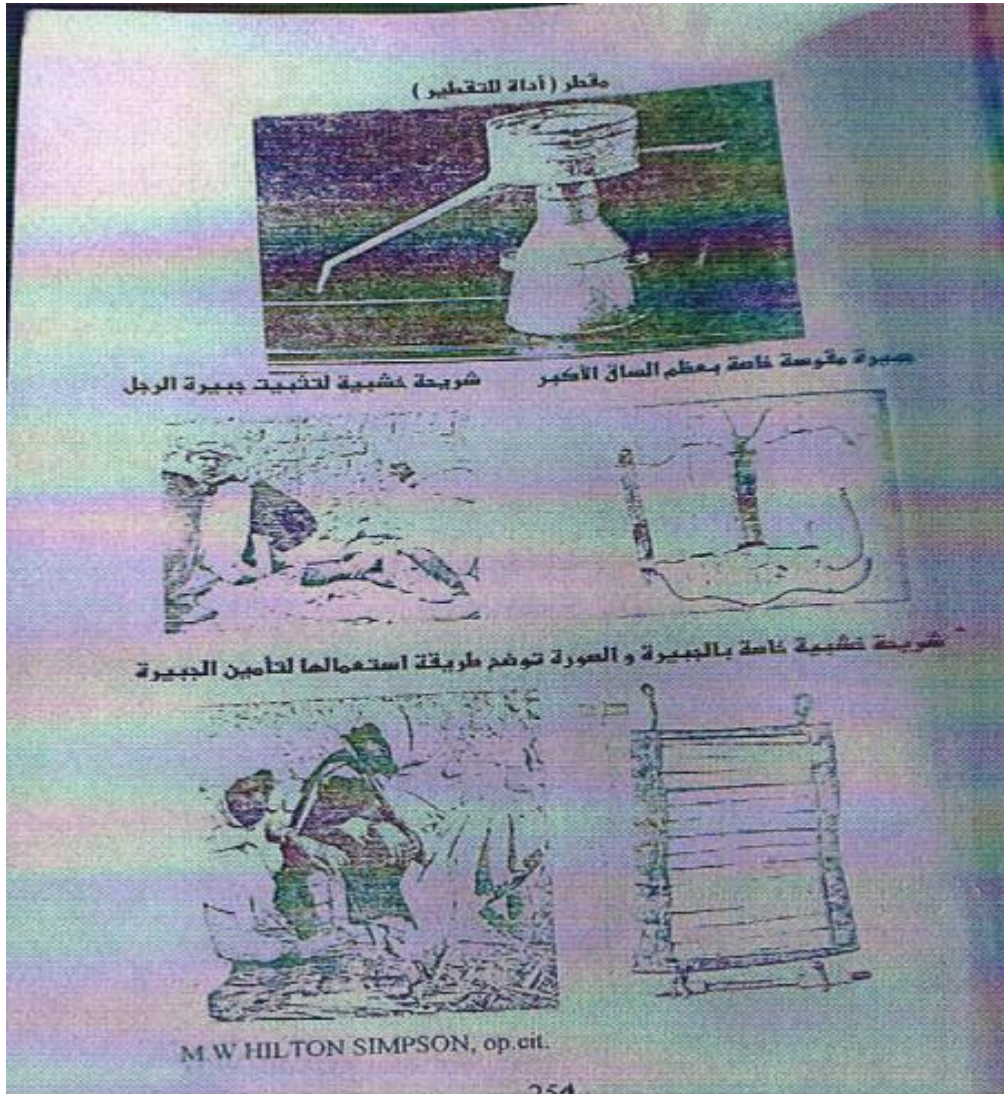 مقطر ( أداة للتقطير )
جبيرة مقوسة خاصة بعظم الساق الأكبر
شريحة خشبية لتثبيت جبيرة الرجل
شريحة خشبية خاصة بالجبيرة و الصورة توضح طريقة استعمالها لتأمين الجبيرة
M.W HILTON SIMPSON, op.cit.
254